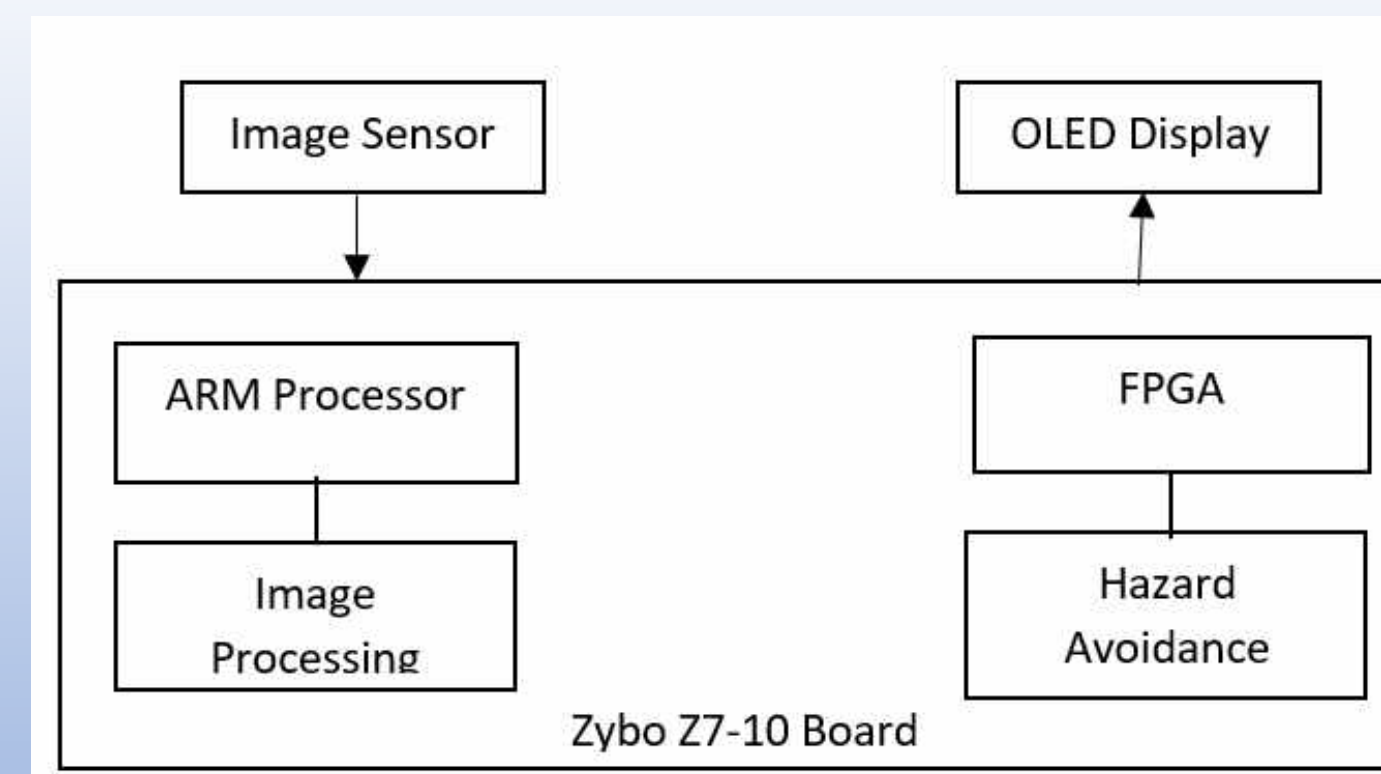 Image Sensor
OLED Display
ARM Processor
FPGA
Image
Processing
Hazard
Avoidance
Zybo Z7-10 Board